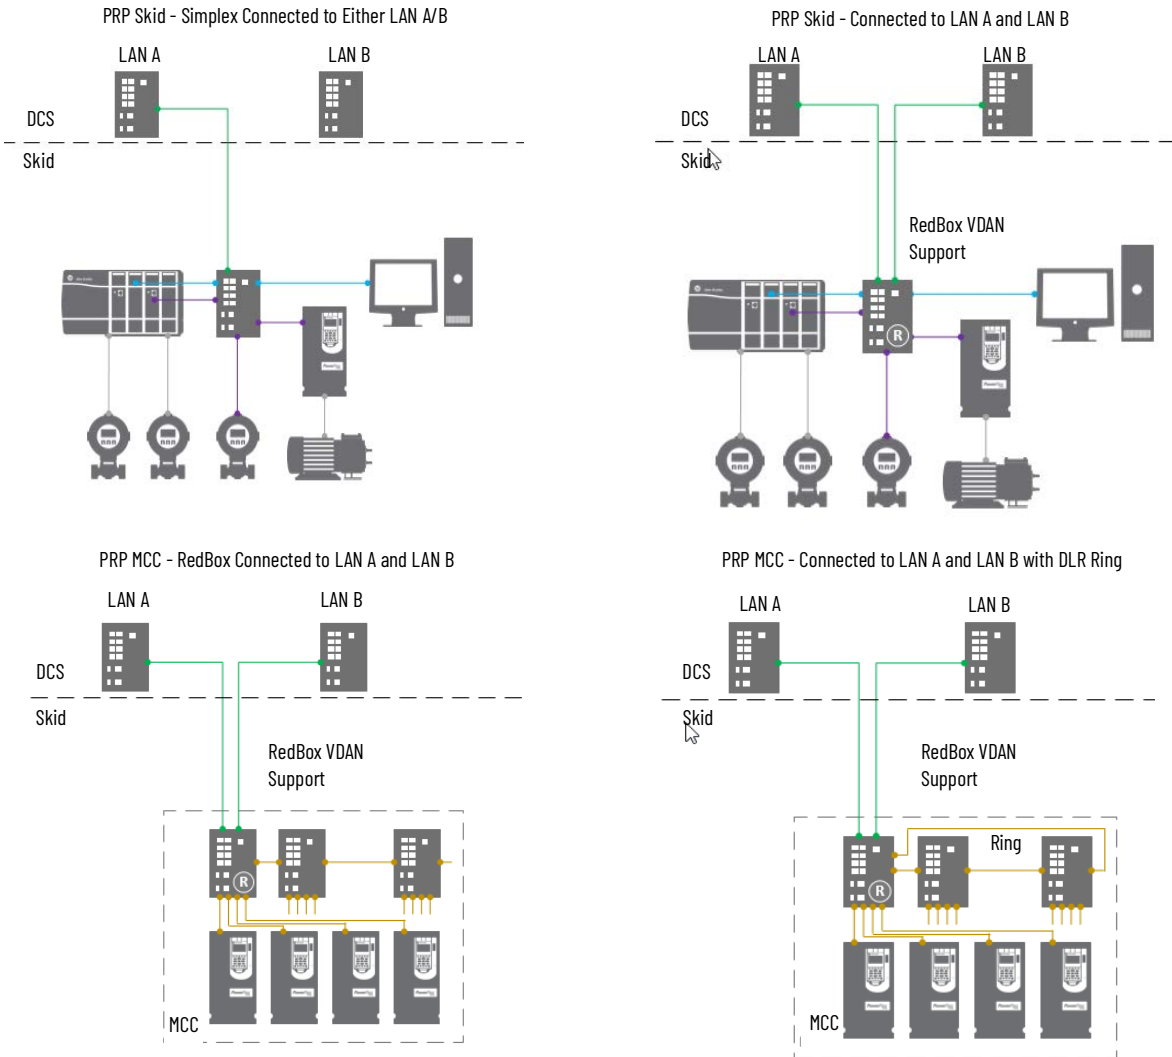 PRP Skid - Simplex Connected to Either LAN A/B
LAN A
LAN B
DCS
Skid
PRP Skid - Connected to LAN A and LAN B
LAN A
LAN B
DCS
Skid
RedBox VDAN
Support
R
PRP MCC - RedBox Connected to LAN A and LAN B
LAN A
LAN B
DCS
Skid
RedBox VDAN
Support
R
MCC
PRP MCC - Connected to LAN A and LAN B with DLR Ring
LAN A
LAN B
DCS
Skid
RedBox VDAN
Support
Ring
R
MCC